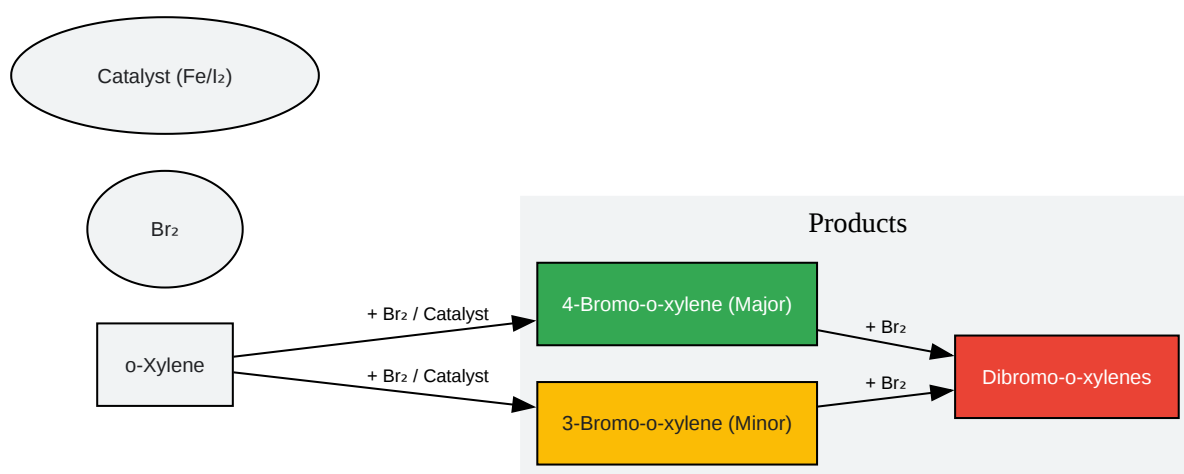 Catalyst (Fe/I₂)
Br₂
Products
+ Br₂ / Catalyst
4-Bromo-o-xylene (Major)
+ Br₂
o-Xylene
+ Br₂ / Catalyst
3-Bromo-o-xylene (Minor)
+ Br₂
Dibromo-o-xylenes